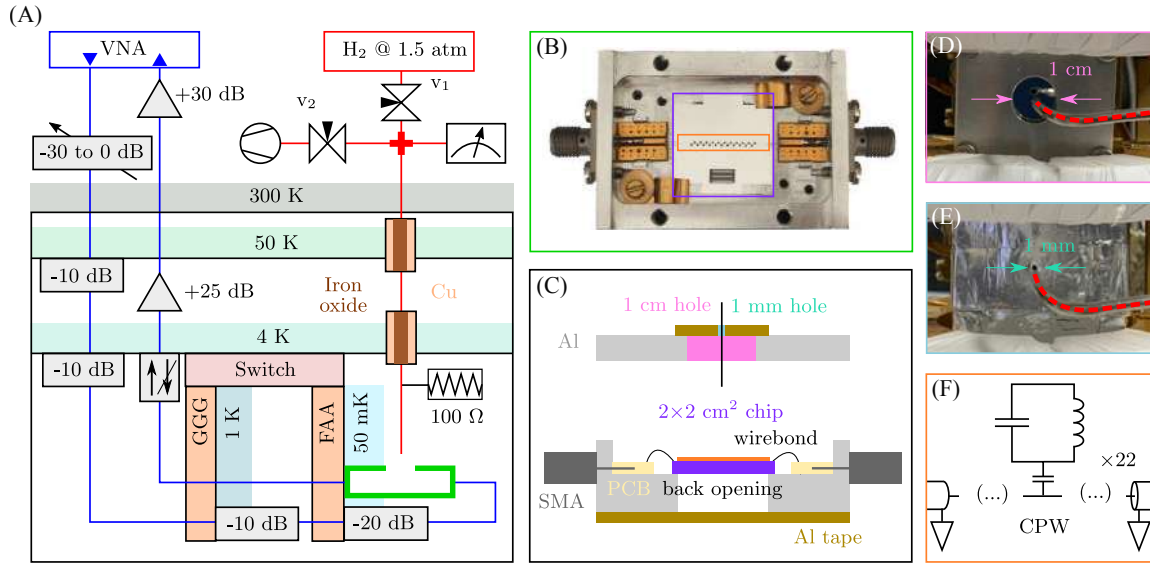 (A)
VNA
H2 @ 1.5 atm
+30 dB
v2
v1
-30 to 0 dB
300 K
50 K
-10 dB
+25 dB
Iron
oxide
Cu
4 K
-10 dB
Switch
100 Ω
GGG
1 K
FAA
50 mK
-10 dB
-20 dB
(B)
(C)
1 cm hole
1 mm hole
Al
2×2 cm² chip
wirebond
PCB
back opening
SMA
Al tape
(D)
1 cm
(E)
1 mm
(F)
×22
(...)
(...)
CPW